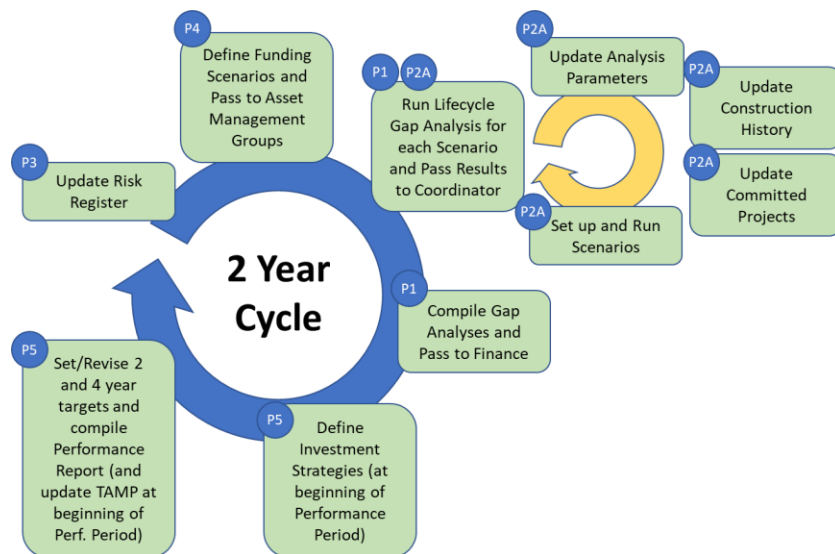 P4
Define Funding
Scenarios and
Pass to Asset
Management
Groups
P1 P2A
Run Lifecycle
Gap Analysis for
each Scenario
and Pass Results
to Coordinator
P2A
Update Analysis
Parameters
P2A
Update
Construction
History
P2A
Update
Committed
Projects
P2A
Set up and Run
Scenarios
P3
Update Risk
Register
2 Year
Cycle
P1
Compile Gap
Analyses and
Pass to Finance
P5
Define
Investment
Strategies (at
beginning of
Performance
Period)
P5
Set/Revise 2
and 4 year
targets and
compile
Performance
Report (and
update TAMP at
beginning of
Perf. Period)